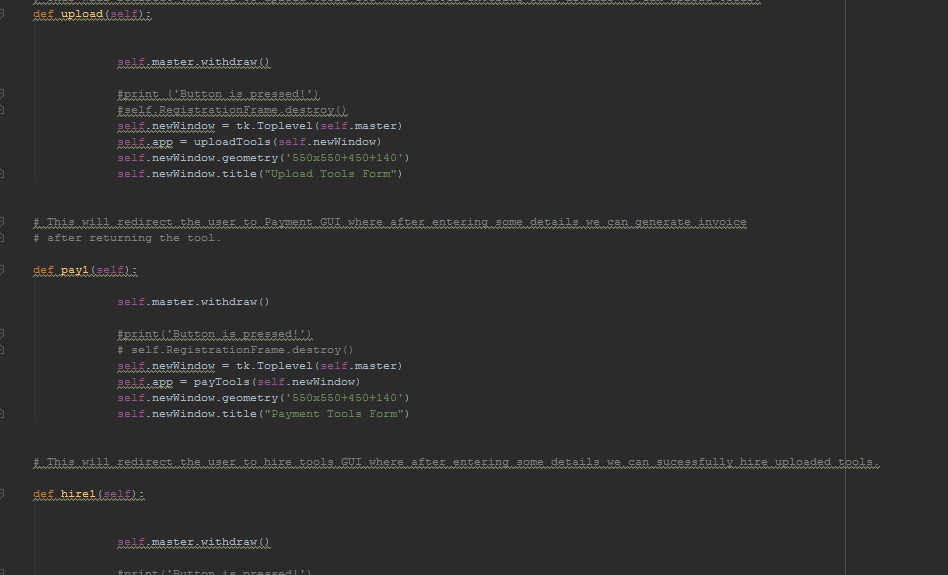 def upload(self):
self.master.withdraw()
#print ('Button is pressed!')
#self.RegistrationFrame.destroy()
self.newWindow = tk.Toplevel(self.master)
self.app = uploadTools(self.newWindow)
self.newWindow.geometry('550x550+450+140')
self.newWindow.title("Upload Tools Form")
# This will redirect the user to Payment GUI where after entering some details we can generate invoice
# after returning the tool.
def pay1(self):
self.master.withdraw()
#print('Button is pressed!')
# self.RegistrationFrame.destroy()
self.newWindow = tk.Toplevel(self.master)
self.app = payTools(self.newWindow)
self.newWindow.geometry('550x550+450+140')
self.newWindow.title("Payment Tools Form")
# This will redirect the user to hire tools GUI where after entering some details we can sucessfully hire uploaded tools.
def hire1(self):
self.master.withdraw()
#print('Button is pressed!')